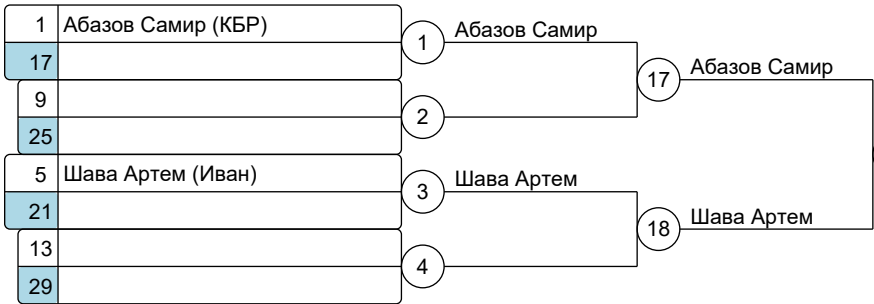 1 Абазов Самир (КБР)
17
9
25
5 Шава Артем (Иван)
21
13
29
1 Абазов Самир
2
3 Шава Артем
4
17 Абазов Самир
18 Шава Артем